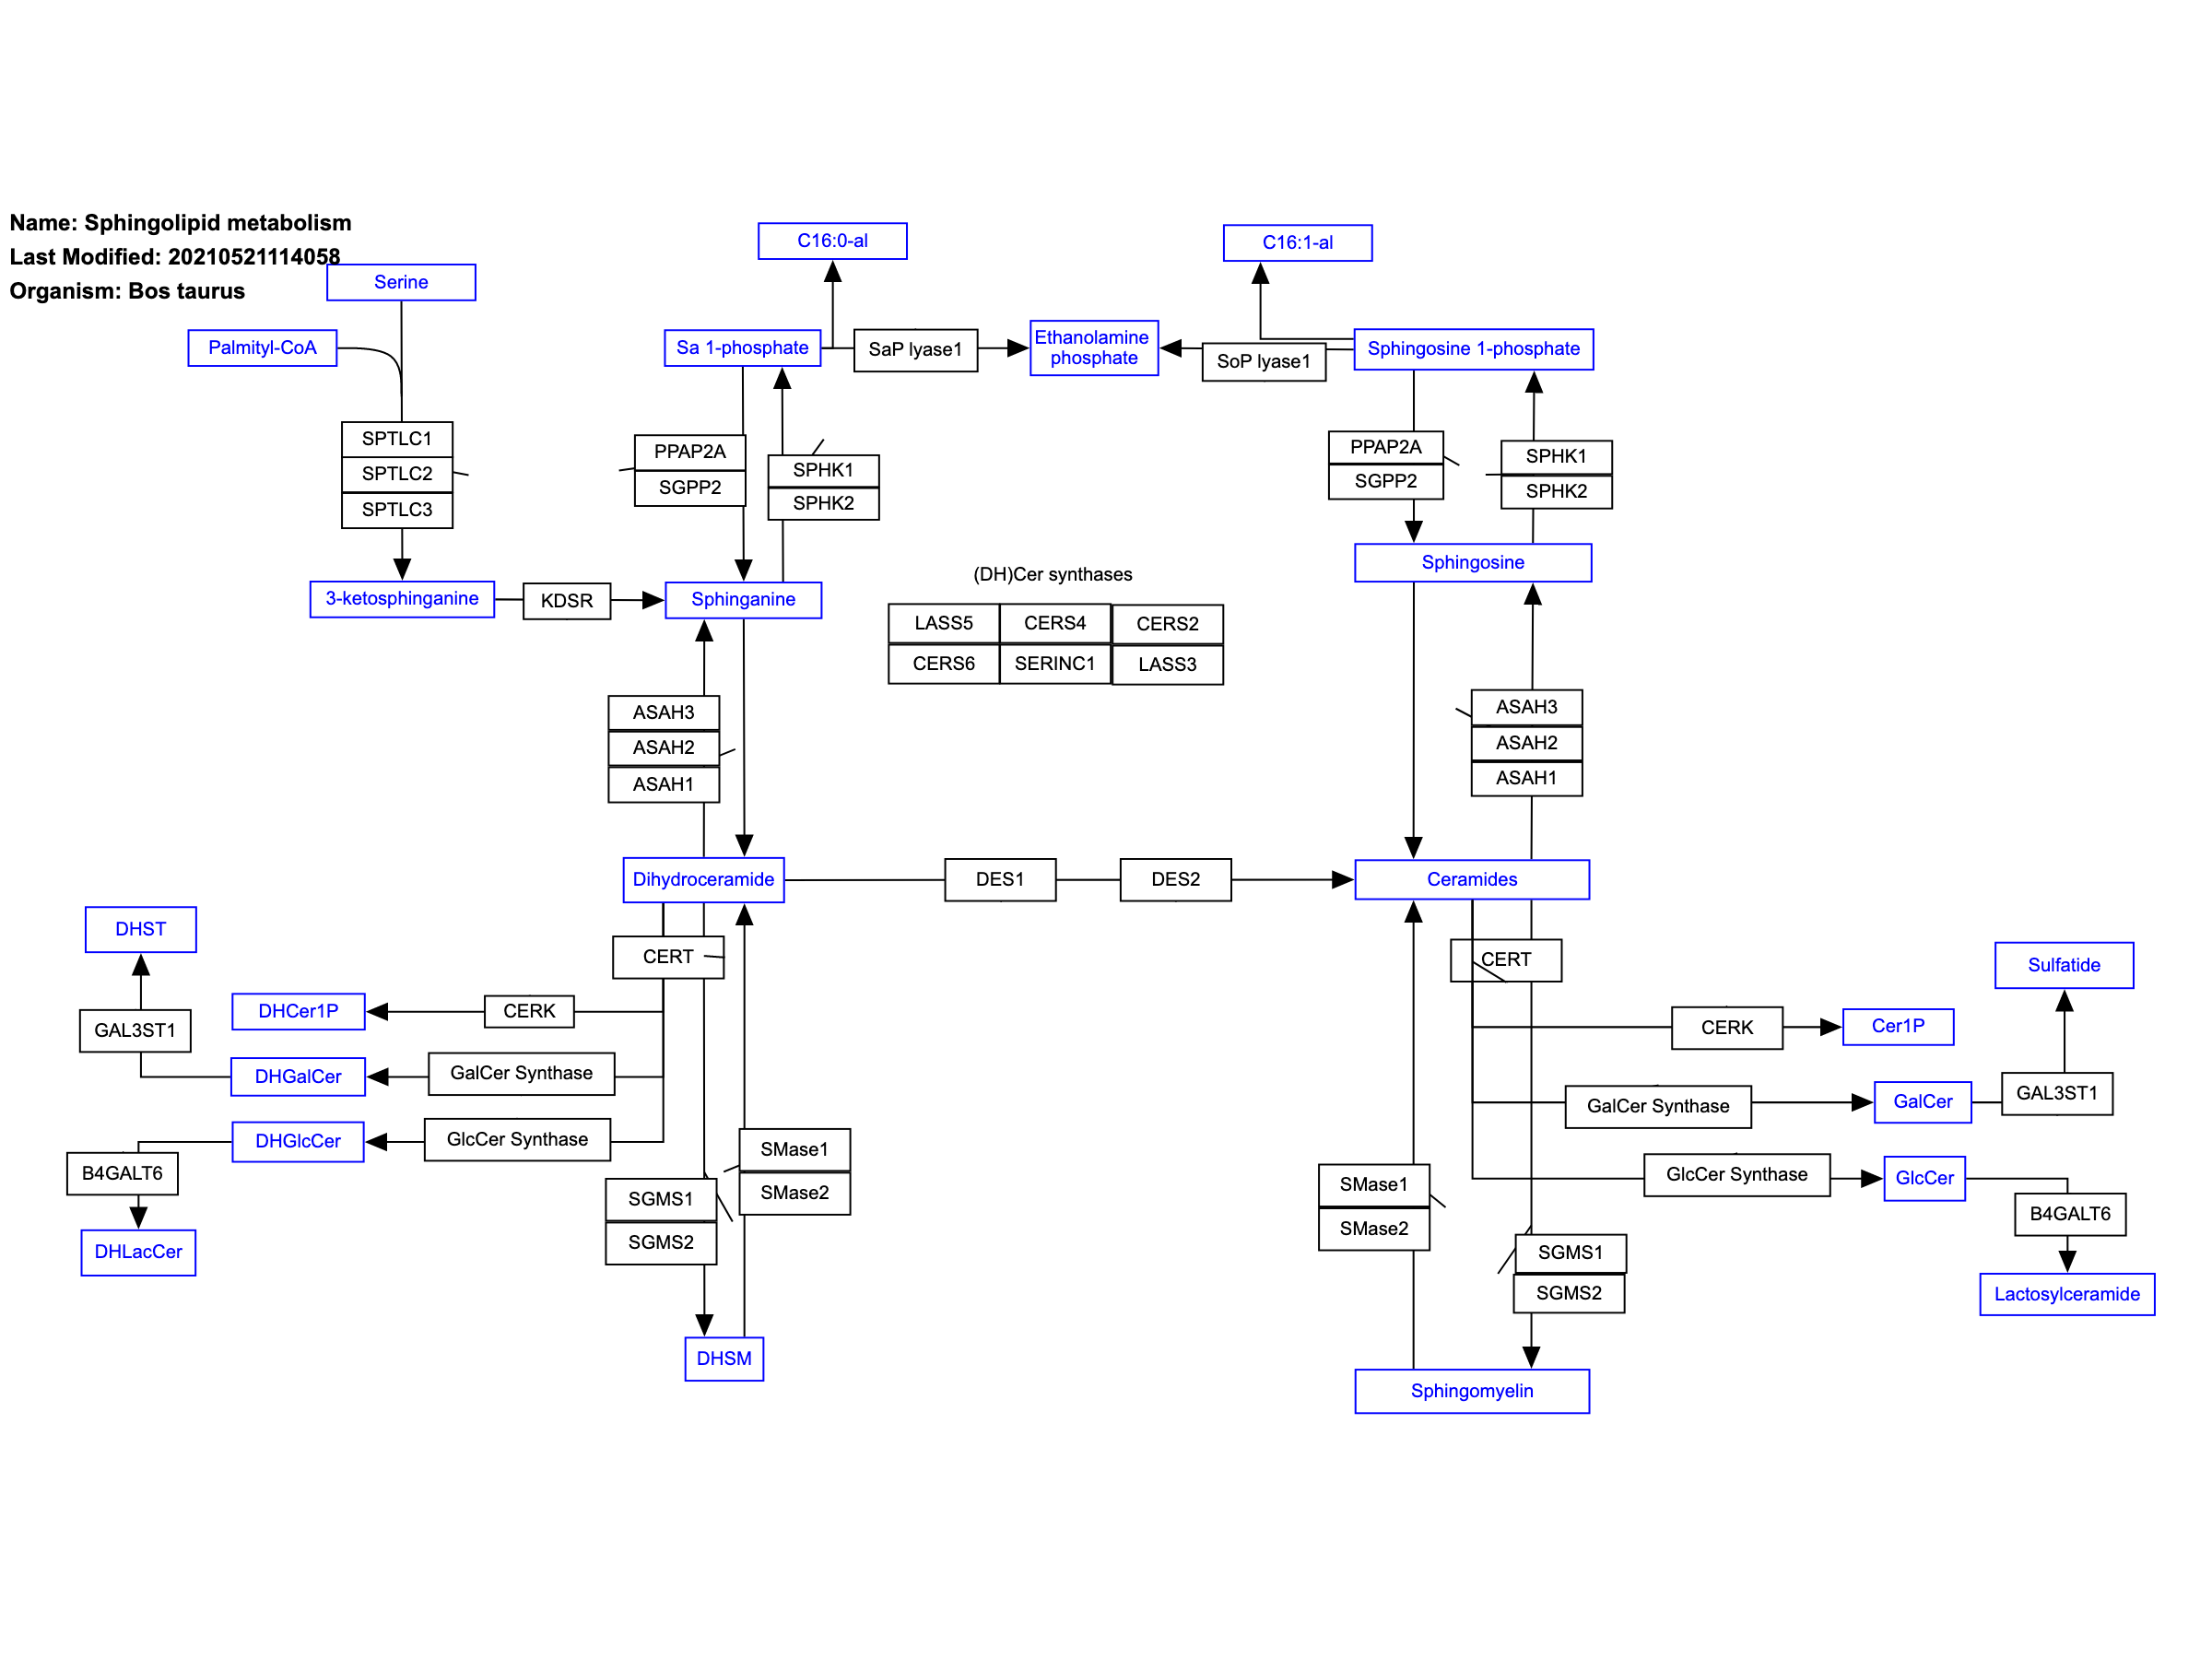 Name: Sphingolipid metabolism
Last Modified: 20210521114058
Organism: Bos taurus
C16:0-al
C16:1-al
Serine
Palmityl-CoA
Sa 1-phosphate
SaP lyase1
Ethanolamine
phosphate
SoP lyase1
Sphingosine 1-phosphate
SPTLC1
SPTLC2
SPTLC3
PPAP2A
SGPP2
SPHK1
SPHK2
PPAP2A
SGPP2
SPHK1
SPHK2
3-ketosphinganine
KDSR
Sphinganine
(DH)Cer synthases
Sphingosine
LASS5
CERS4
CERS2
CERS6
SERINC1
LASS3
ASAH3
ASAH2
ASAH1
ASAH3
ASAH2
ASAH1
Dihydroceramide
DES1
DES2
Ceramides
DHST
CERT
CERT
Sulfatide
GAL3ST1
DHCer1P
CERK
CERK
Cer1P
DHGalCer
GalCer Synthase
GalCer Synthase
GalCer
GAL3ST1
DHGlcCer
GlcCer Synthase
GlcCer Synthase
GlcCer
B4GALT6
B4GALT6
SMase1
SMase2
SGMS1
SGMS2
SMase1
SMase2
SGMS1
SGMS2
DHLacCer
Lactosylceramide
DHSM
Sphingomyelin